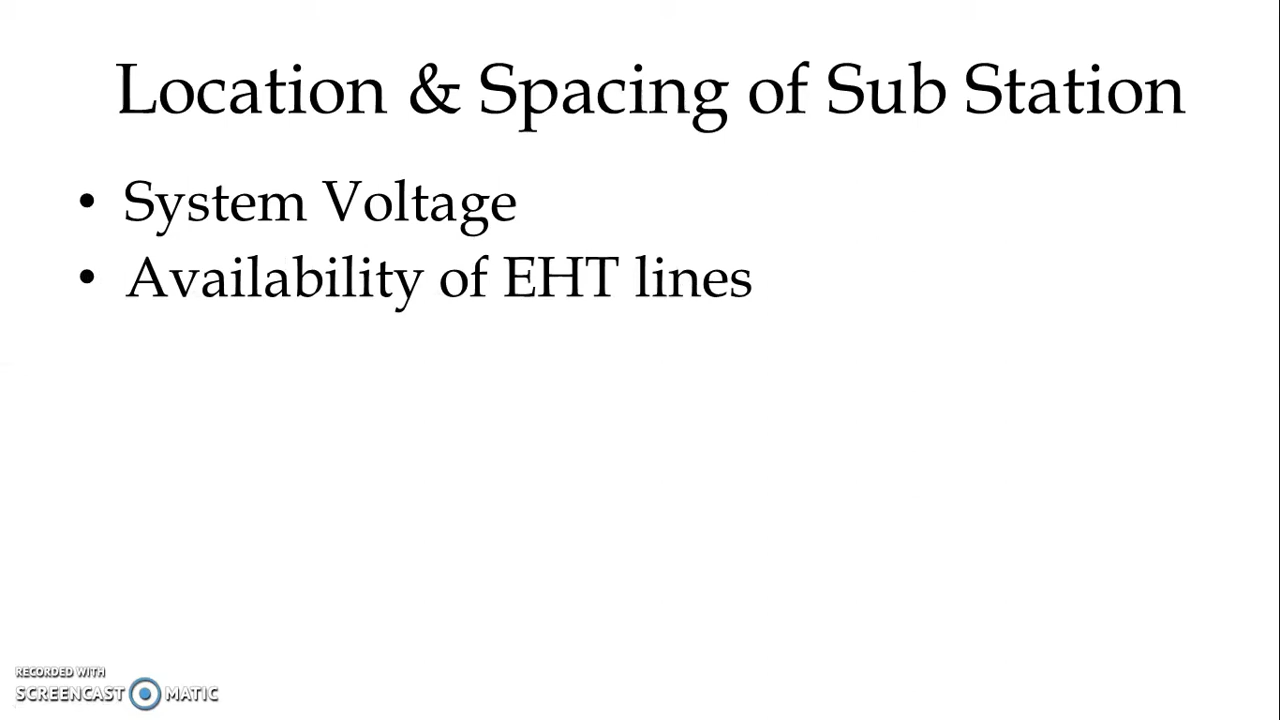 Location & Spacing of Sub Station
• System Voltage
• Availability of EHT lines
RECORDED WITH
SCREENCAST MATIC